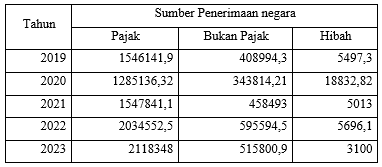 Tahun Sumber Penerimaan negara
Pajak Bukan Pajak Hibah
2019 1546141,9 408994,3 5497,3
2020 1285136,32 343814,21 18832,82
2021 1547841,1 458493 5013
2022 2034552,5 595594,5 5696,1
2023 2118348 515800,9 3100